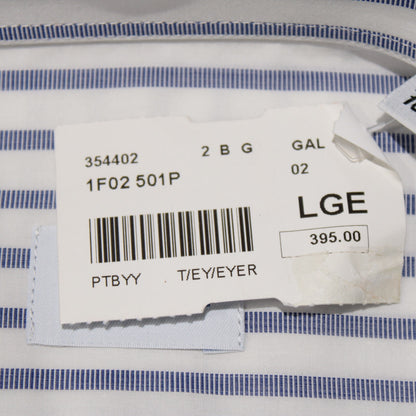 354402 2 B G GAL
1F02 501P 02
LGE
395.00
PTBYY T/EY/EYER